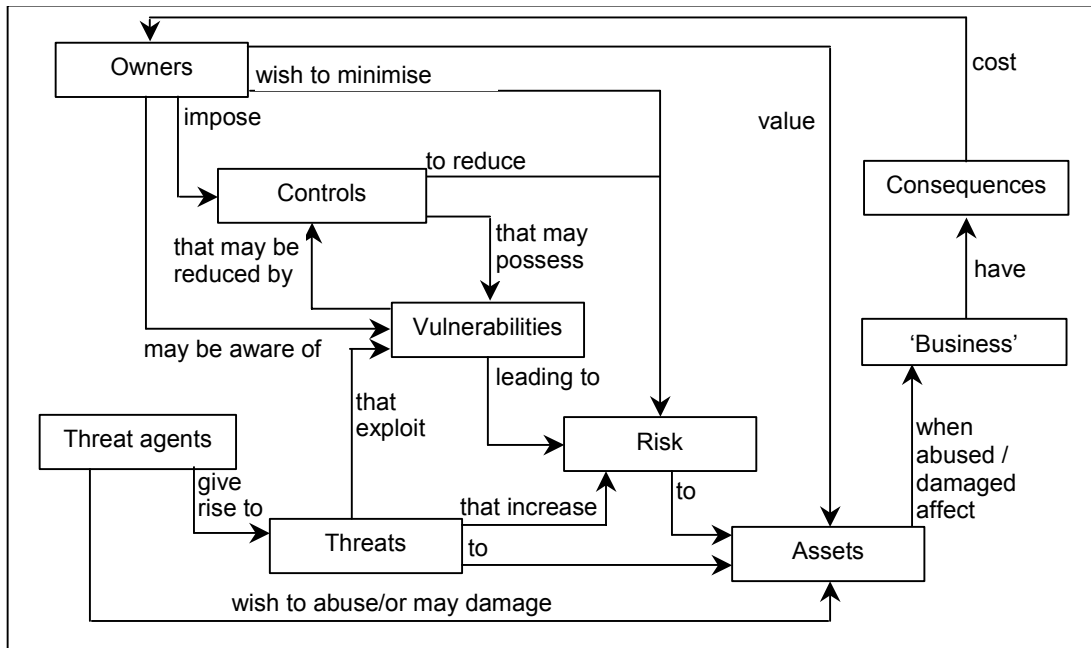 Owners
wish to minimise
cost
impose
value
to reduce
Controls
Consequences
that may be
reduced by
that may
possess
have
Vulnerabilities
‘Business’
may be aware of
leading to
that
exploit
Threat agents
Risk
when
abused /
damaged
affect
give
rise to
that increase
to
Threats
to
Assets
wish to abuse/or may damage